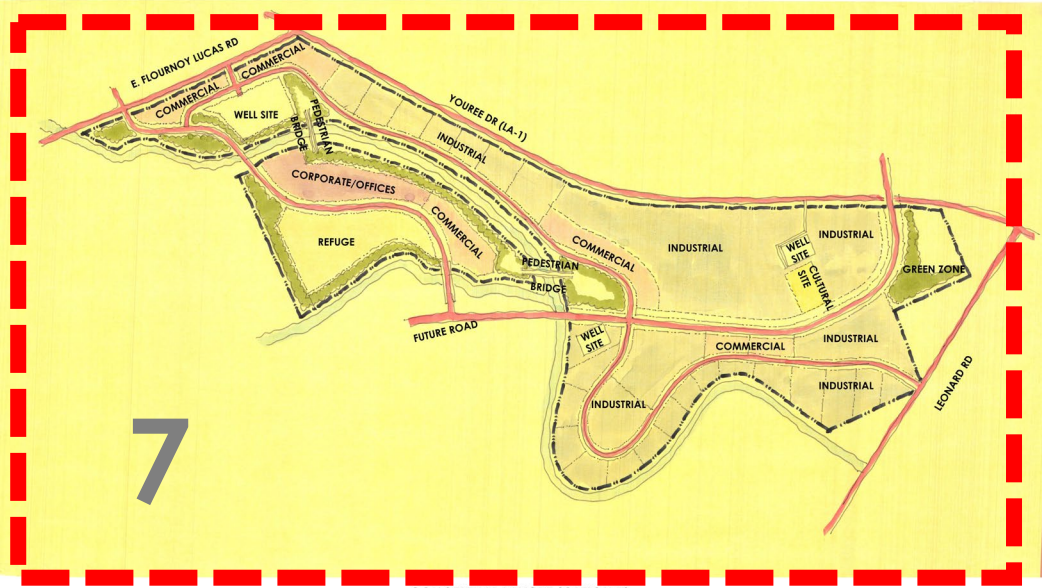 E. FLOURNOY LUCAS RD
COMMERCIAL
COMMERCIAL
WELL SITE
PEDESTRIAN
BRIDGE
YOUREE DR (LA-1)
INDUSTRIAL
CORPORATE/OFFICES
COMMERCIAL
REFUGE
COMMERCIAL
PEDESTRIAN
BRIDGE
INDUSTRIAL
WELL
SITE
INDUSTRIAL
CULTURAL
SITE
GREEN ZONE
FUTURE ROAD
WELL
SITE
COMMERCIAL
INDUSTRIAL
INDUSTRIAL
INDUSTRIAL
LEONARD RD
7